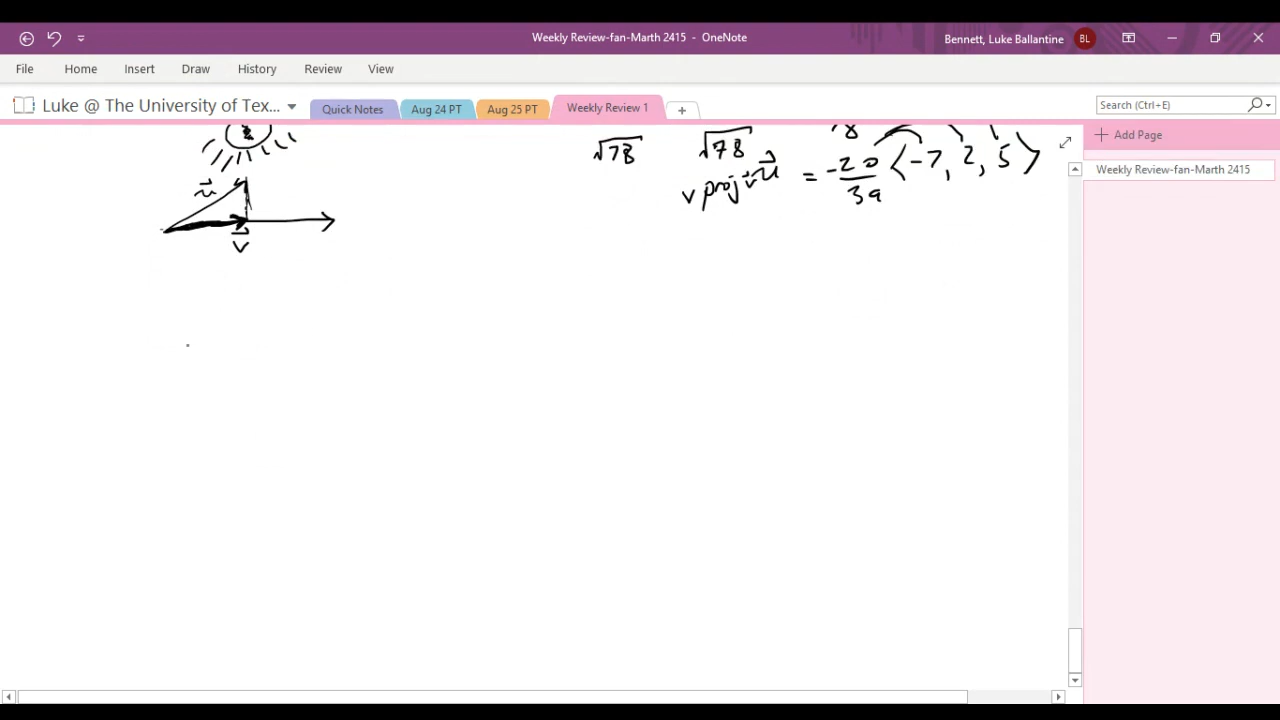 Weekly Review-fan-Marth 2415 - OneNote
Bennett, Luke Ballantine
BL
File Home Insert Draw History Review View
Luke @ The University of Tex...
Quick Notes
Aug 24 PT
Aug 25 PT
Weekly Review 1
Search (Ctrl+E)
Add Page
Weekly Review-fan-Marth 2415
√78
√78
v proj v⃗ u⃗ = -20/39 ⟨-7, 2, 5⟩
u⃗
v⃗